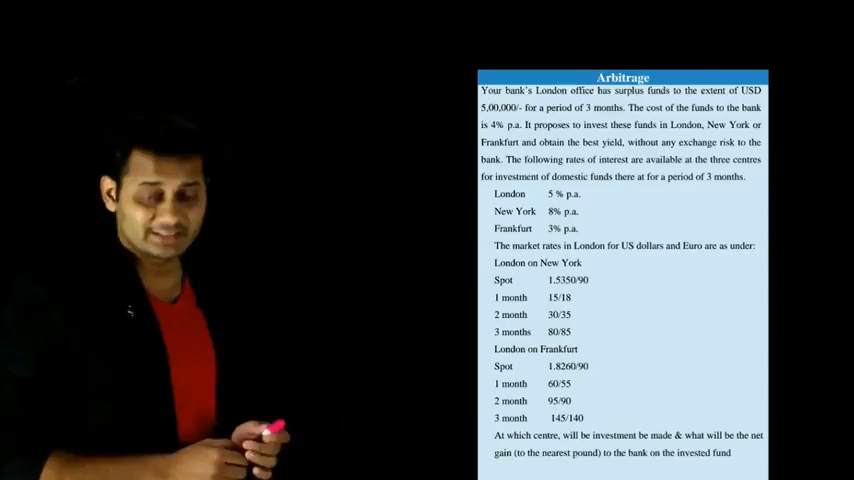 Arbitrage
Your bank's London office has surplus funds to the extent of USD
5,00,000/- for a period of 3 months. The cost of the funds to the bank
is 4% p.a. It proposes to invest these funds in London, New York or
Frankfurt and obtain the best yield, without any exchange risk to the
bank. The following rates of interest are available at the three centres
for investment of domestic funds there at for a period of 3 months.
London 5 % p.a.
New York 8% p.a.
Frankfurt 3% p.a.
The market rates in London for US dollars and Euro are as under:
London on New York
Spot 1.5350/90
1 month 15/18
2 month 30/35
3 months 80/85
London on Frankfurt
Spot 1.8260/90
1 month 60/55
2 month 95/90
3 month 145/140
At which centre, will be investment be made & what will be the net
gain (to the nearest pound) to the bank on the invested fund